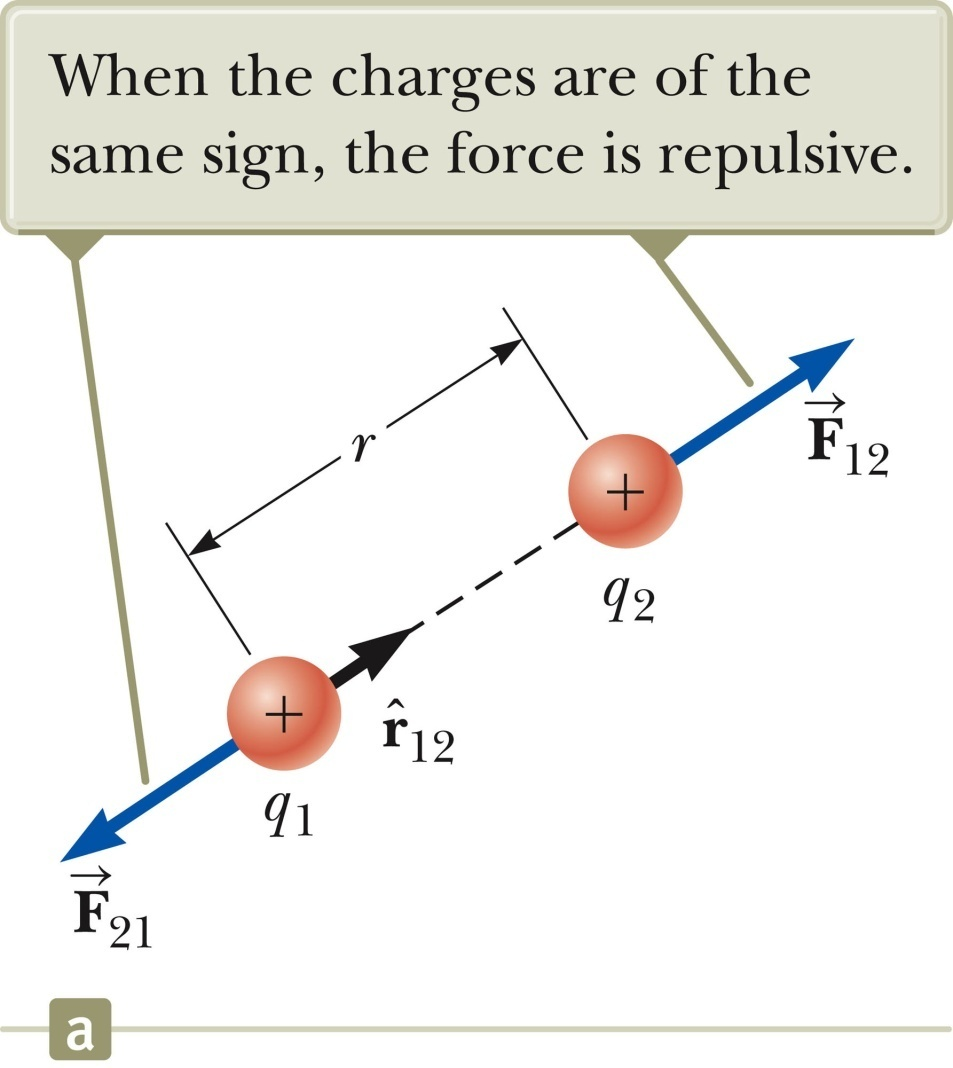 When the charges are of the
same sign, the force is repulsive.
r
+
F⃗₁₂
q₂
+
r̂₁₂
q₁
F⃗₂₁
a